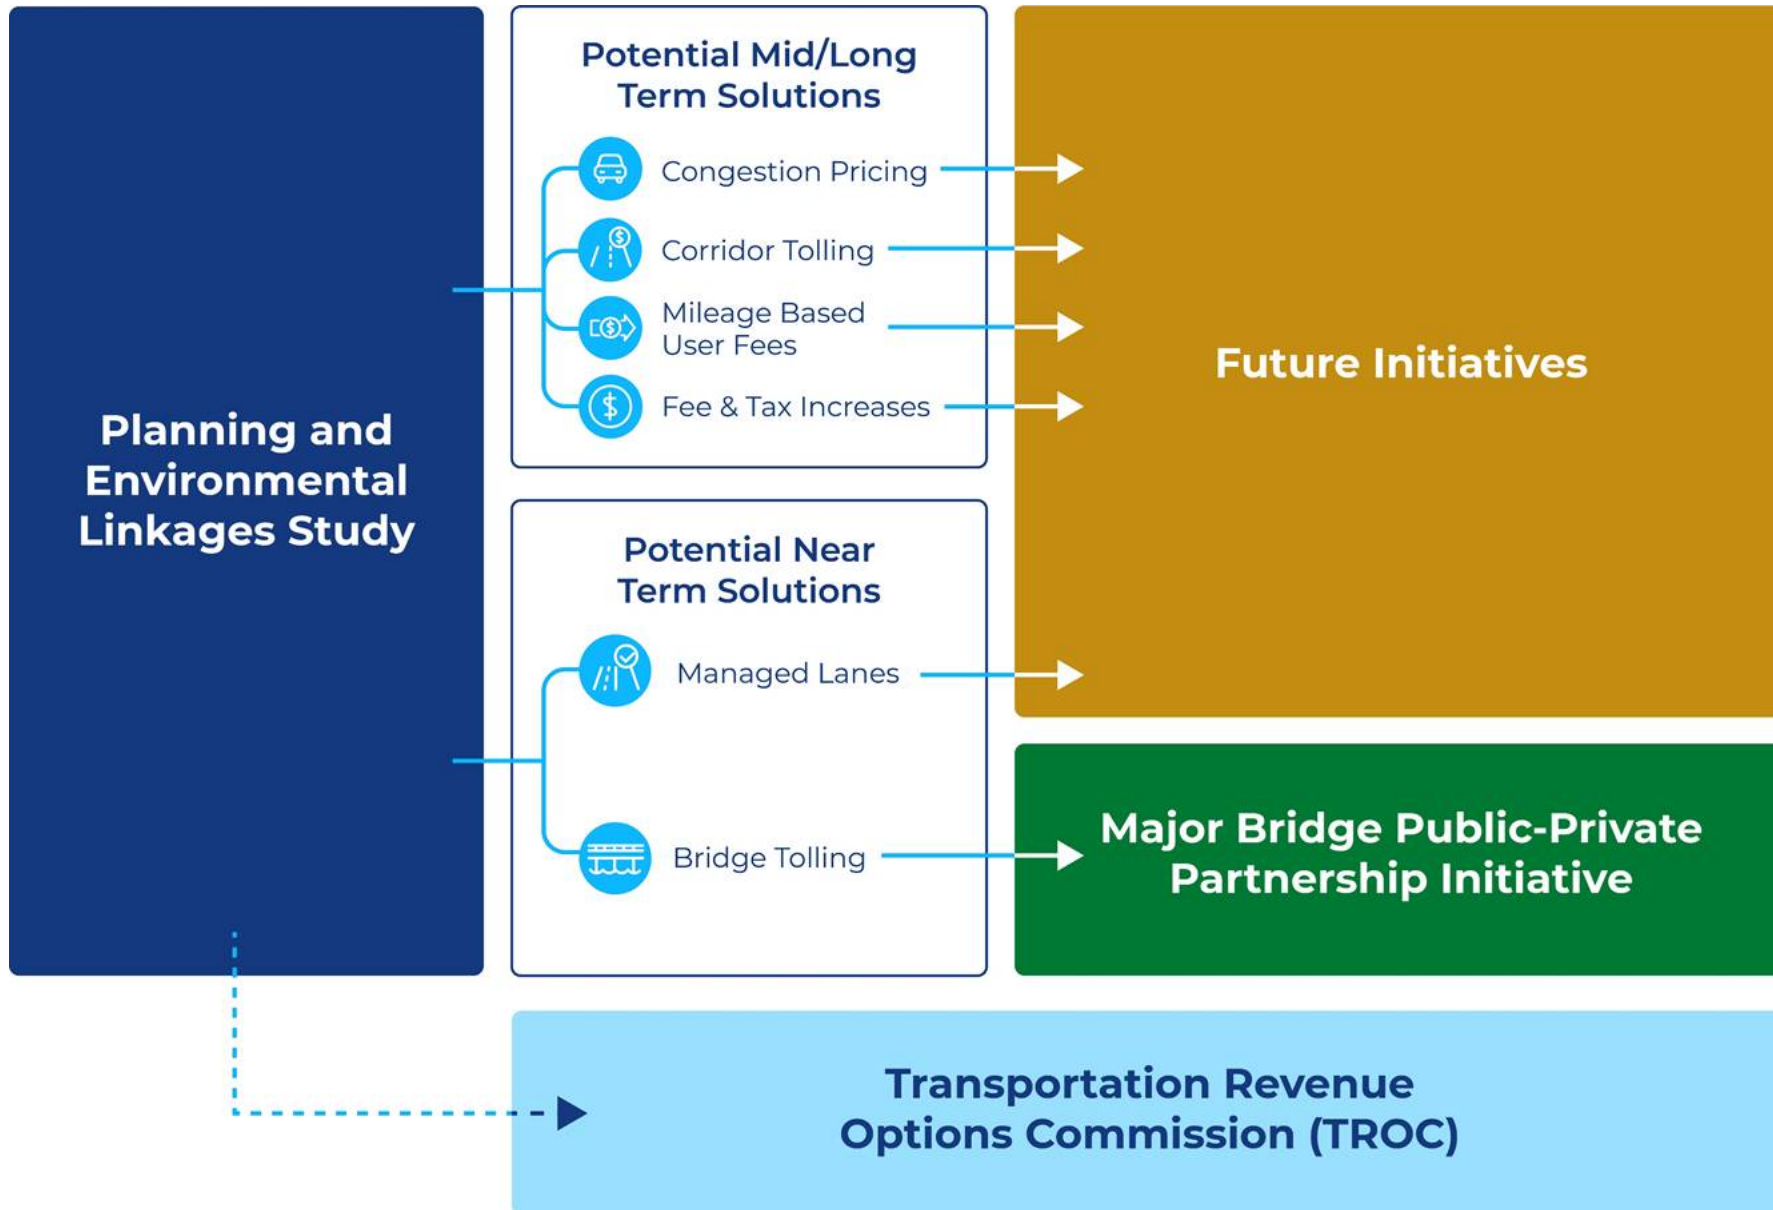 Planning and
Environmental
Linkages Study
Potential Mid/Long
Term Solutions
Congestion Pricing
Corridor Tolling
Mileage Based
User Fees
Fee & Tax Increases
Potential Near
Term Solutions
Managed Lanes
Bridge Tolling
Future Initiatives
Major Bridge Public-Private
Partnership Initiative
Transportation Revenue
Options Commission (TROC)